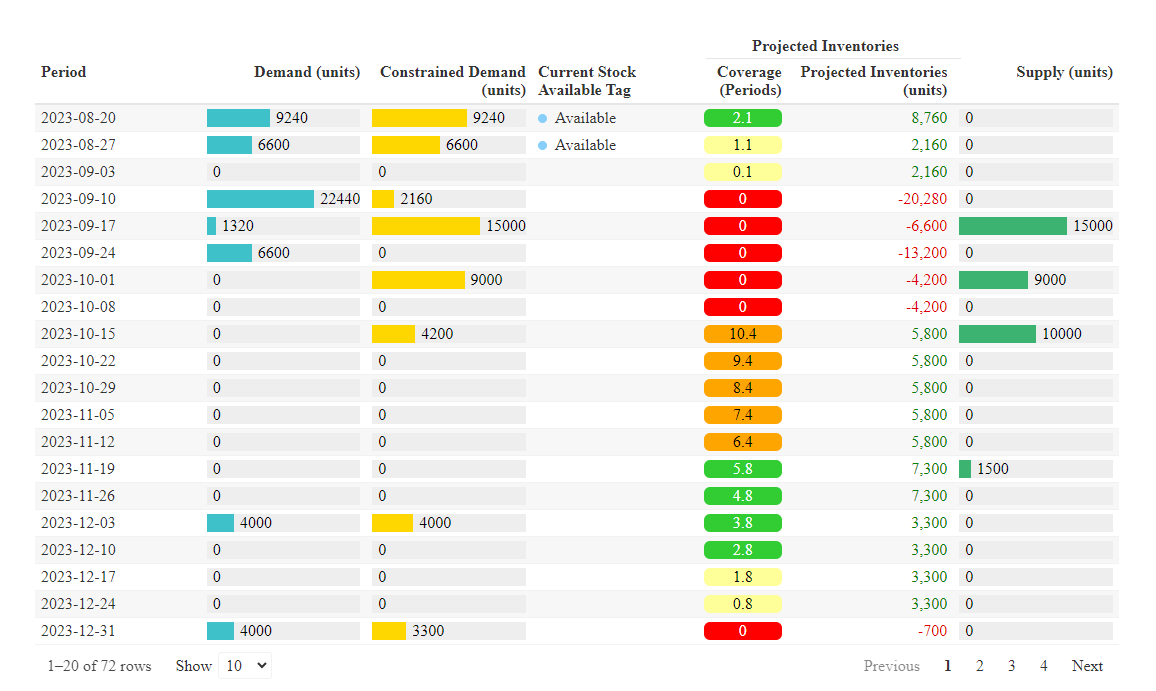 Projected Inventories
Period Demand (units) Constrained Demand (units) Current Stock Available Tag Coverage (Periods) Projected Inventories (units) Supply (units)
2023-08-20 9240 9240 Available 2.1 8,760 0
2023-08-27 6600 6600 Available 1.1 2,160 0
2023-09-03 0 0 0.1 2,160 0
2023-09-10 22440 2160 0 -20,280 0
2023-09-17 1320 15000 0 -6,600 15000
2023-09-24 6600 0 0 -13,200 0
2023-10-01 0 9000 0 -4,200 9000
2023-10-08 0 0 0 -4,200 0
2023-10-15 0 4200 10.4 5,800 10000
2023-10-22 0 0 9.4 5,800 0
2023-10-29 0 0 8.4 5,800 0
2023-11-05 0 0 7.4 5,800 0
2023-11-12 0 0 6.4 5,800 0
2023-11-19 0 0 5.8 7,300 1500
2023-11-26 0 0 4.8 7,300 0
2023-12-03 4000 4000 3.8 3,300 0
2023-12-10 0 0 2.8 3,300 0
2023-12-17 0 0 1.8 3,300 0
2023-12-24 0 0 0.8 3,300 0
2023-12-31 4000 3300 0 -700 0
1–20 of 72 rows Show 10 Previous 1 2 3 4 Next